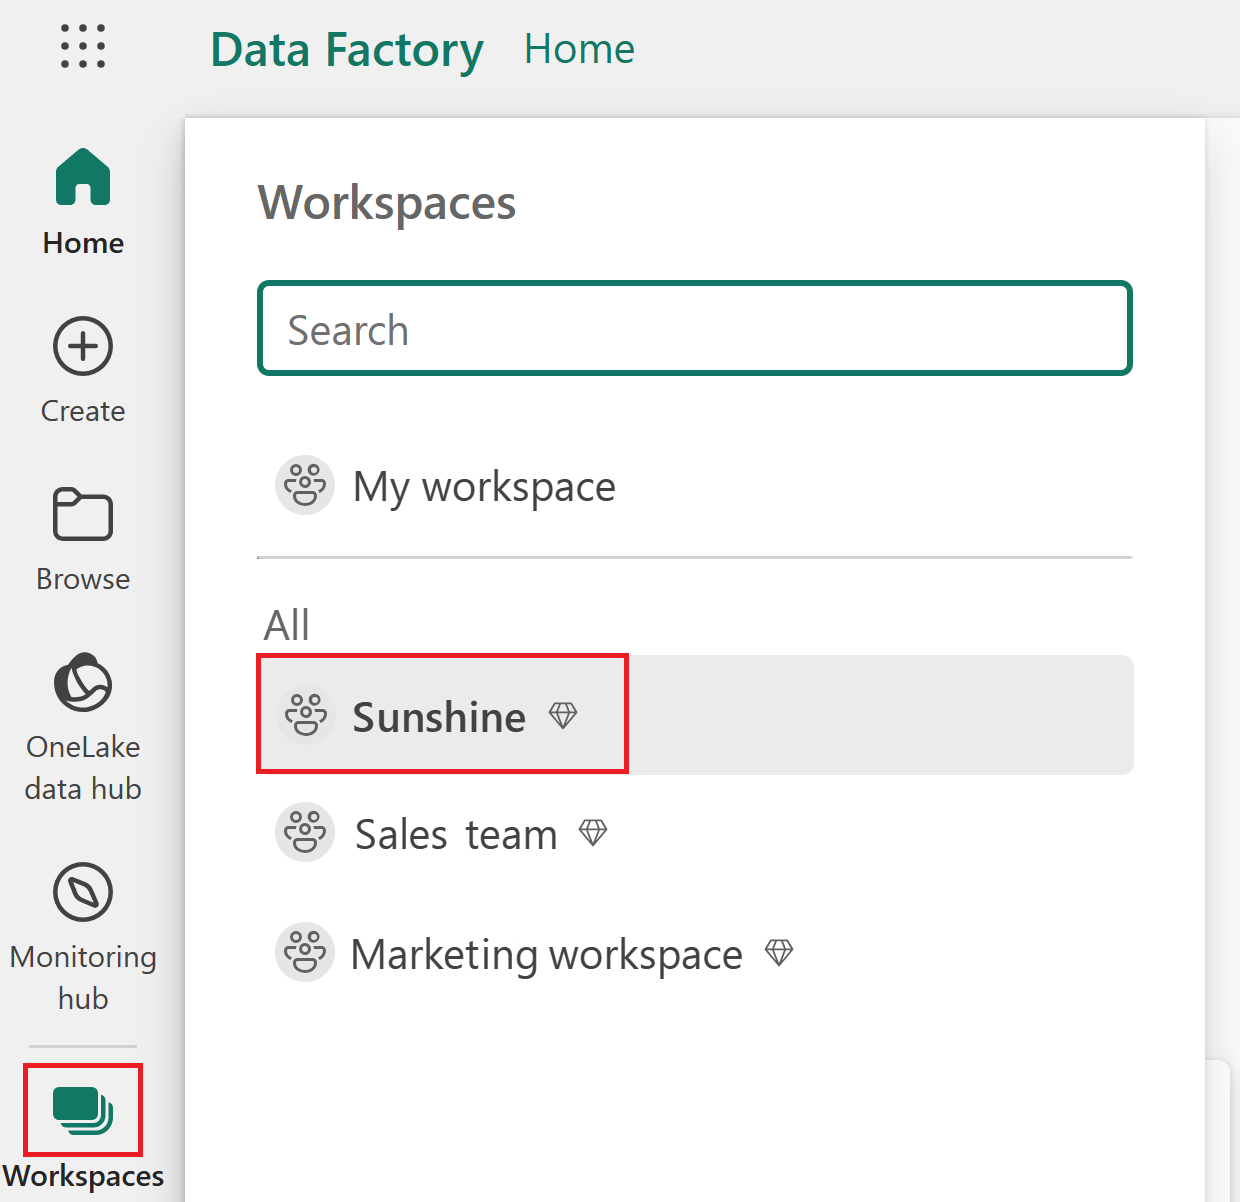 Data Factory Home
Home
Create
Browse
OneLake
data hub
Monitoring
hub
Workspaces
Workspaces
Search
My workspace
All
Sunshine
Sales team
Marketing workspace